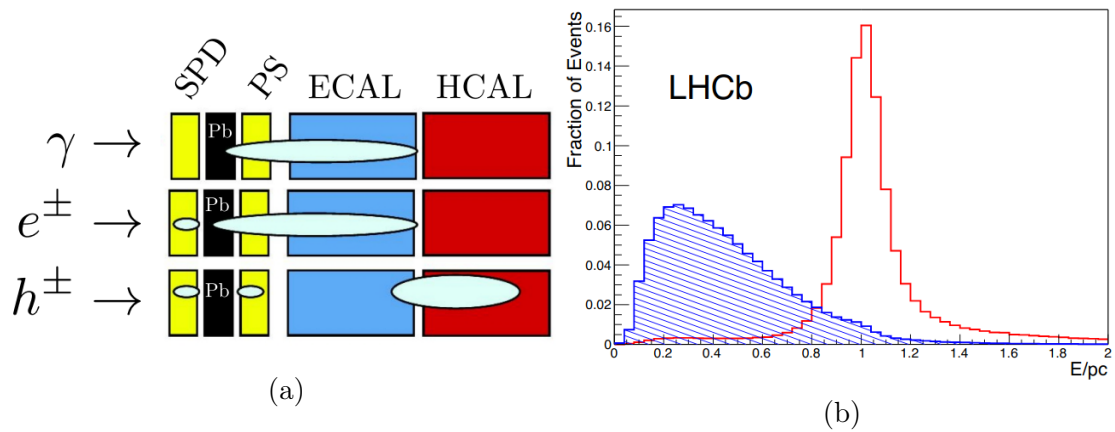 SPD
PS
ECAL
HCAL
γ →
Pb
e± →
Pb
h± →
Pb
(a)
Fraction of Events
0.16
0.14
0.12
0.1
0.08
0.06
0.04
0.02
0
LHCb
0 0.2 0.4 0.6 0.8 1 1.2 1.4 1.6 1.8 2
E/pc
(b)